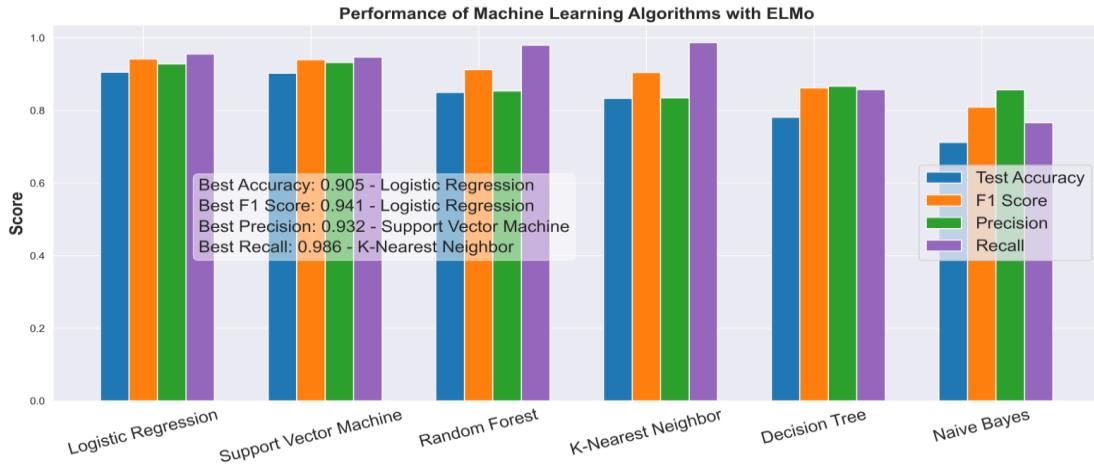 Performance of Machine Learning Algorithms with ELMo
Score
1.0
0.8
0.6
0.4
0.2
0.0
Best Accuracy: 0.905 - Logistic Regression
Best F1 Score: 0.941 - Logistic Regression
Best Precision: 0.932 - Support Vector Machine
Best Recall: 0.986 - K-Nearest Neighbor
Test Accuracy
F1 Score
Precision
Recall
Logistic Regression
Support Vector Machine
Random Forest
K-Nearest Neighbor
Decision Tree
Naive Bayes